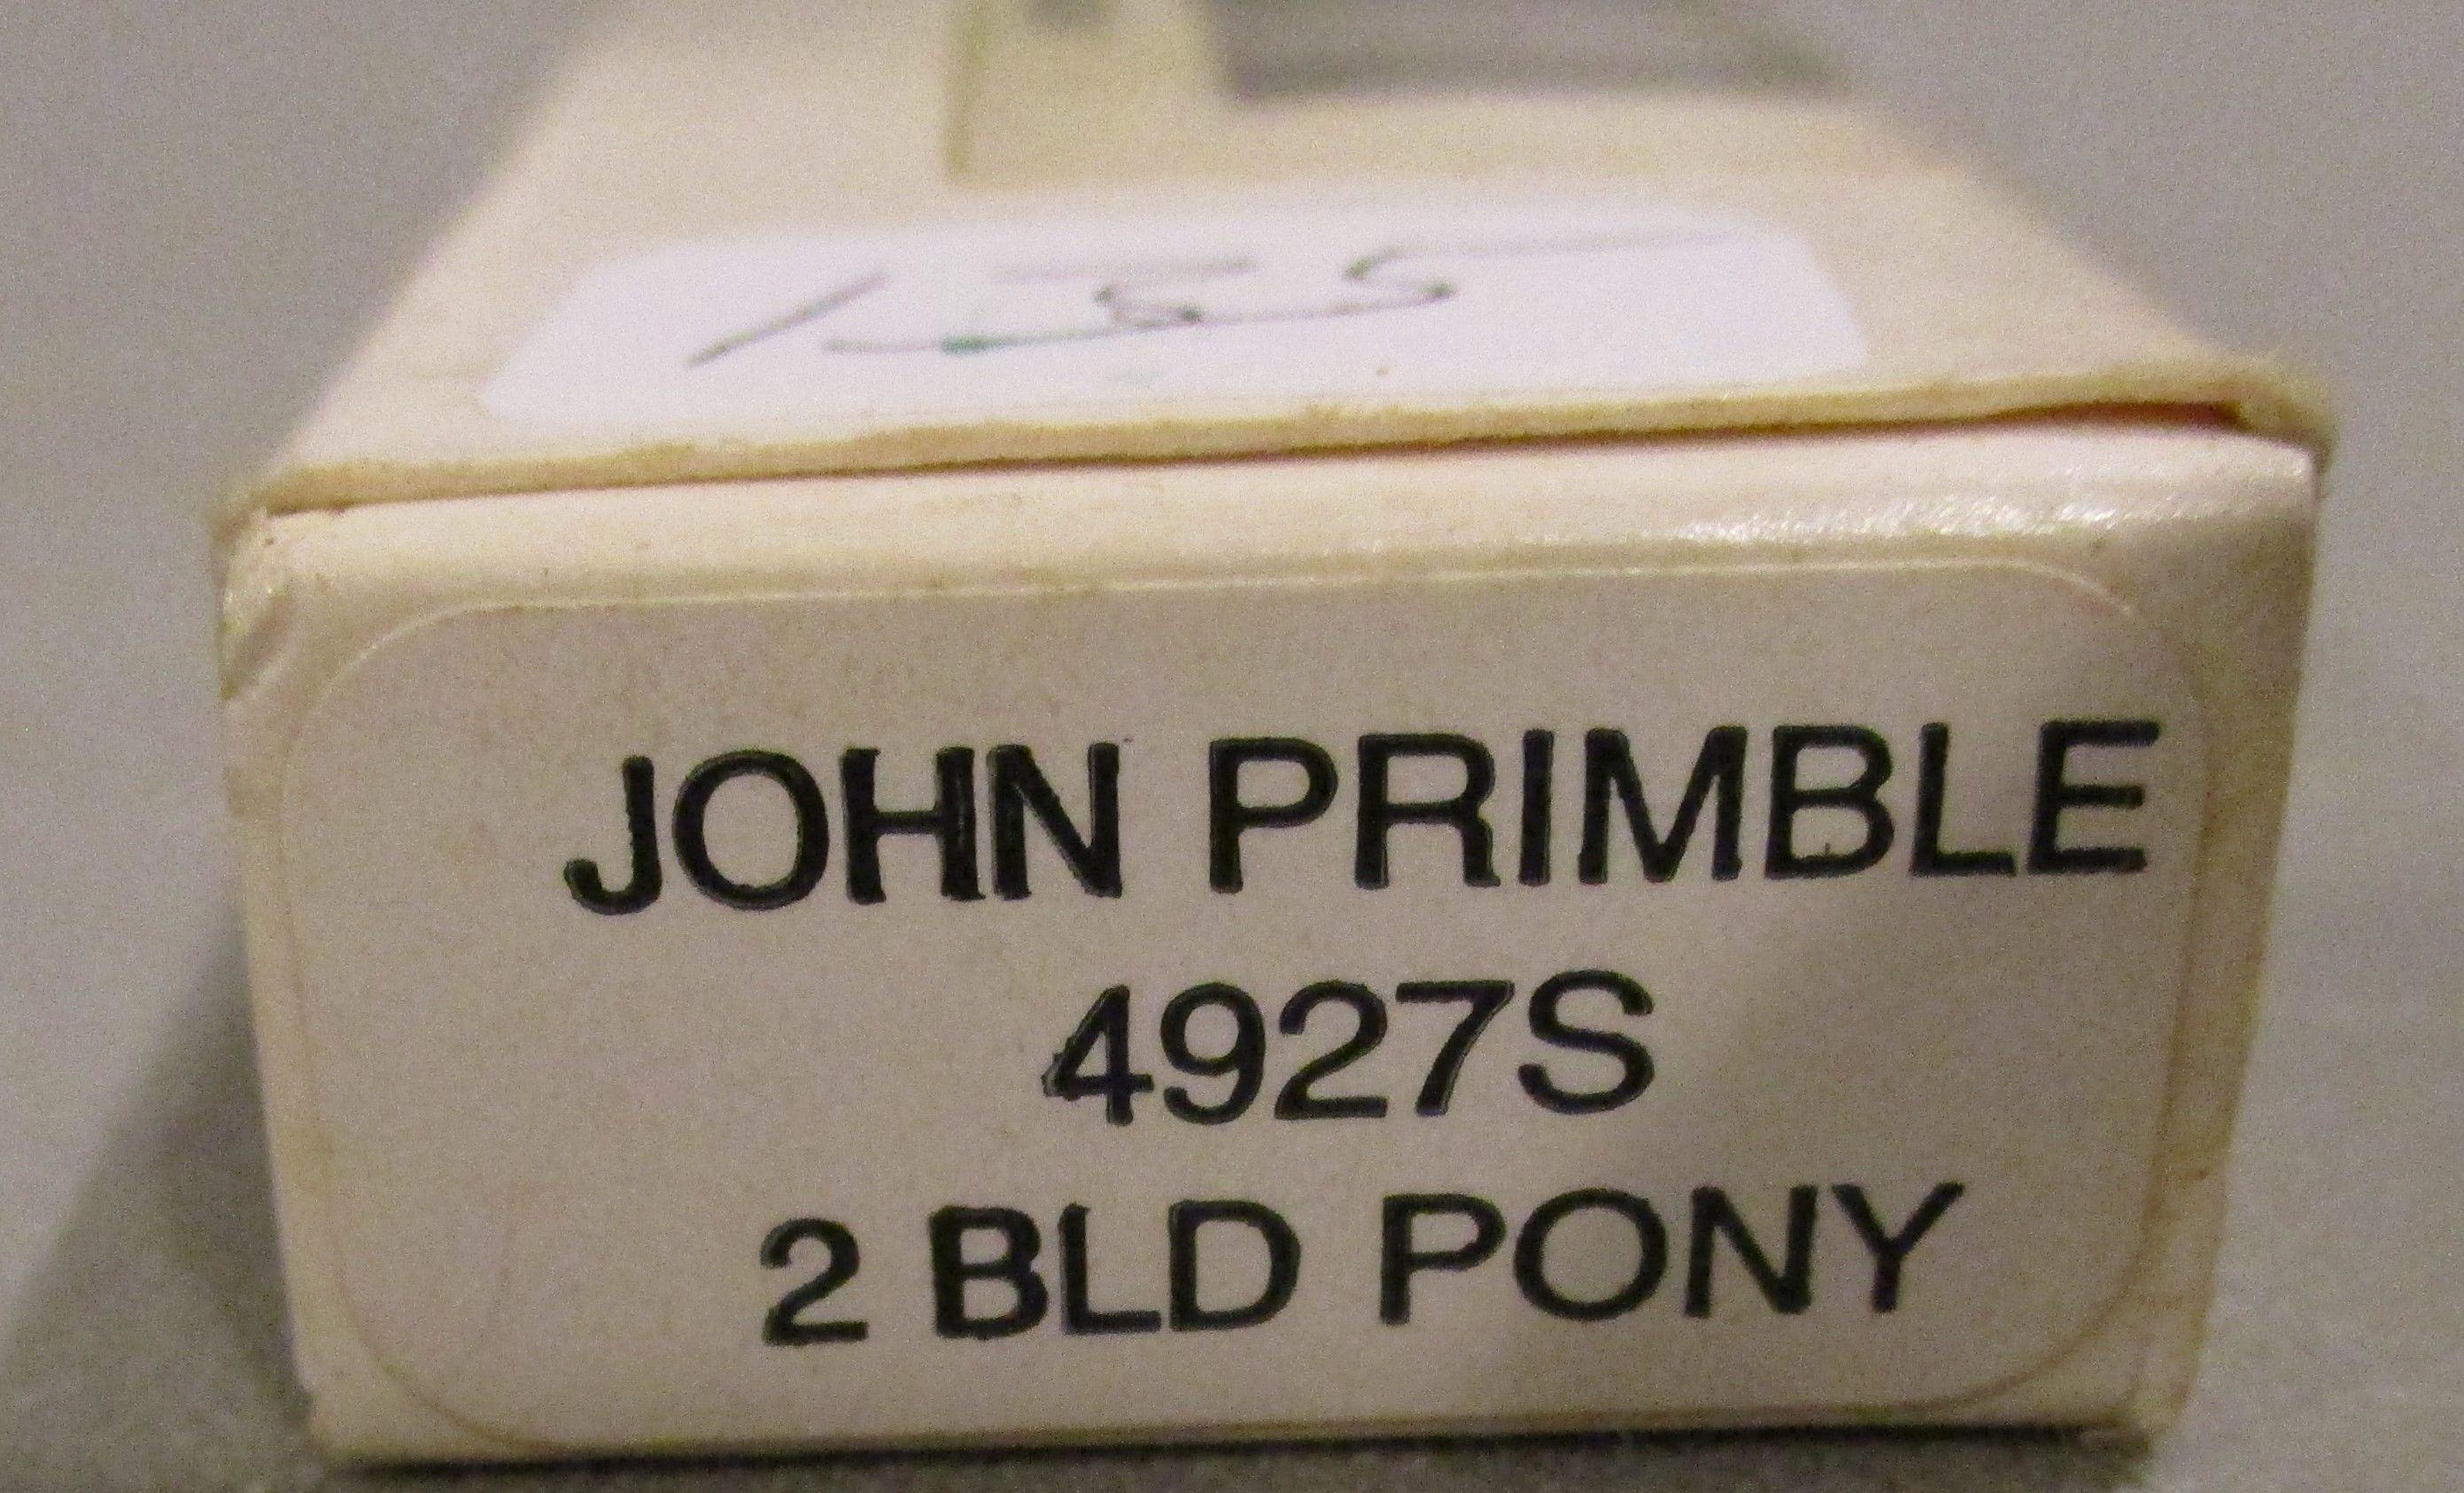 JOHN PRIMBLE
4927S
2 BLD PONY